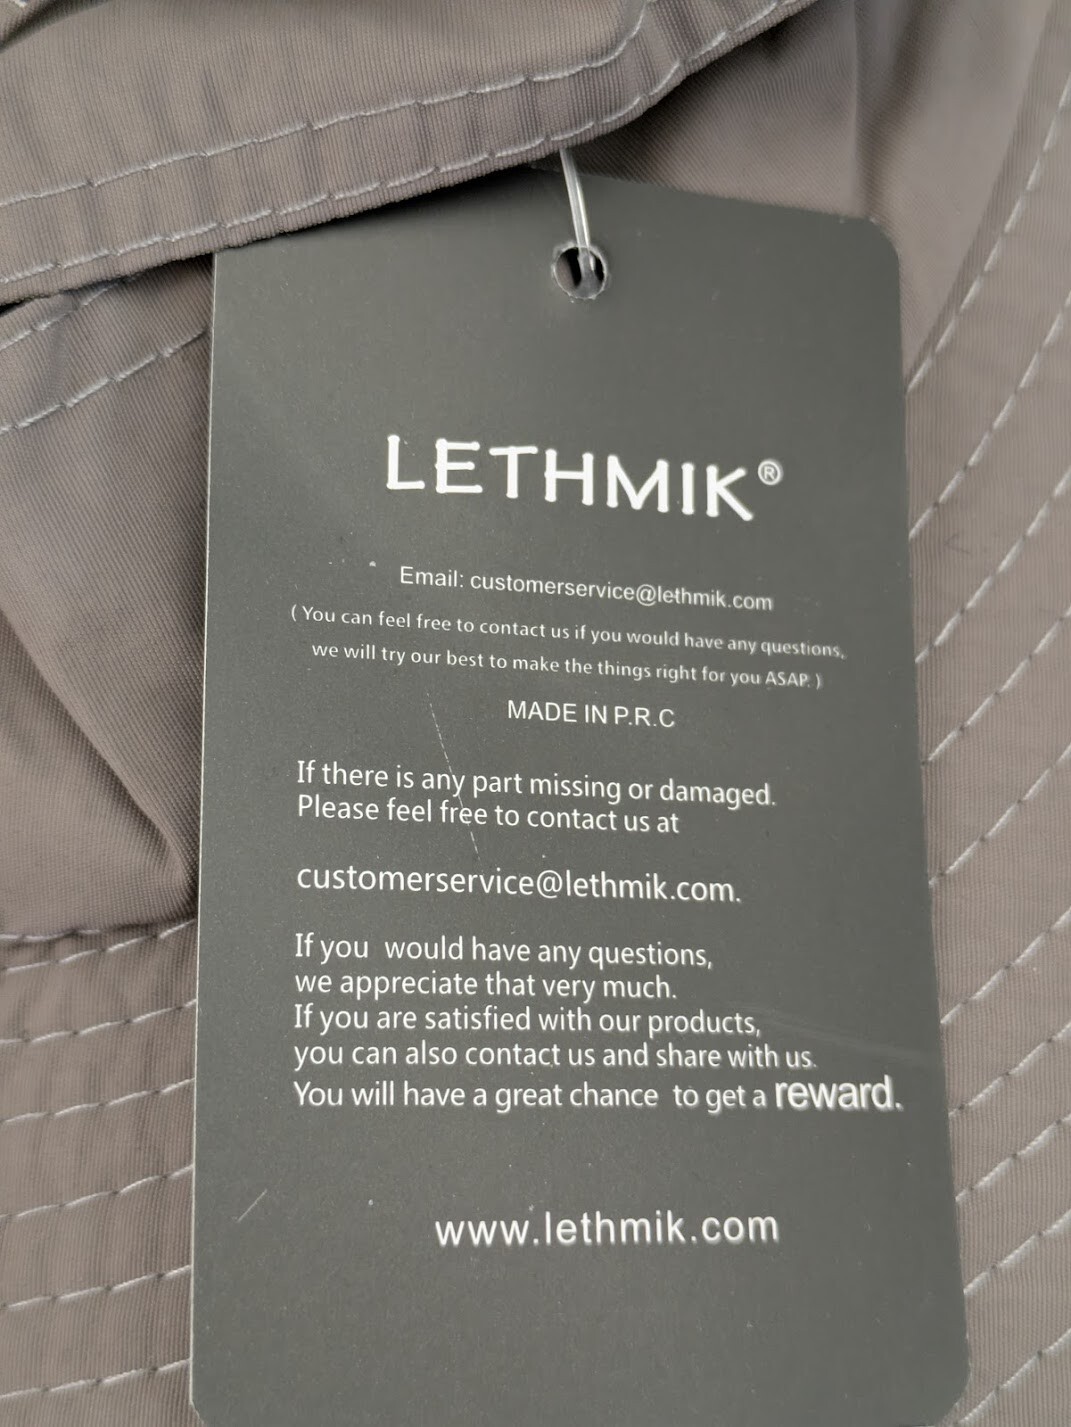 LETHMIK®
Email: customerservice@lethmik.com
( You can feel free to contact us if you would have any questions,
we will try our best to make the things right for you ASAP. )
MADE IN P.R.C
If there is any part missing or damaged.
Please feel free to contact us at
customerservice@lethmik.com.
If you would have any questions,
we appreciate that very much.
If you are satisfied with our products,
you can also contact us and share with us.
You will have a great chance to get a reward.
www.lethmik.com